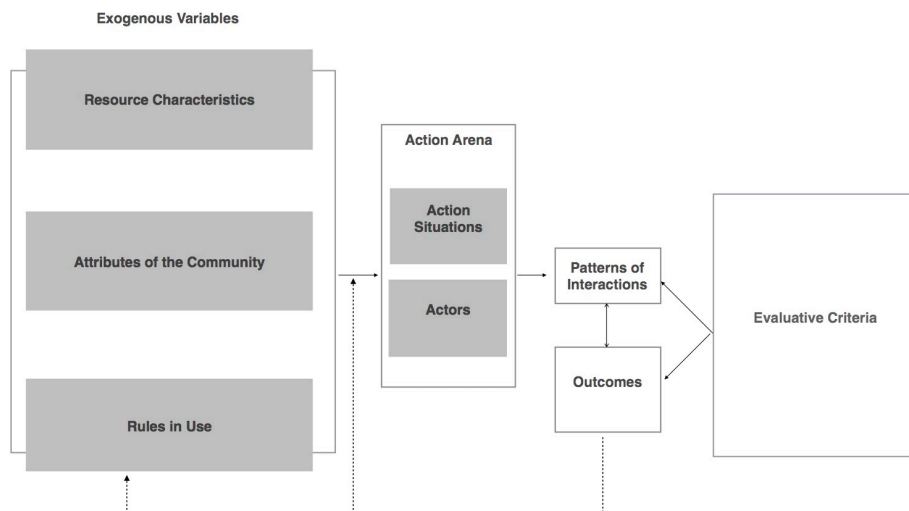 Exogenous Variables
Resource Characteristics
Attributes of the Community
Rules in Use
Action Arena
Action
Situations
Actors
Patterns of
Interactions
Outcomes
Evaluative Criteria